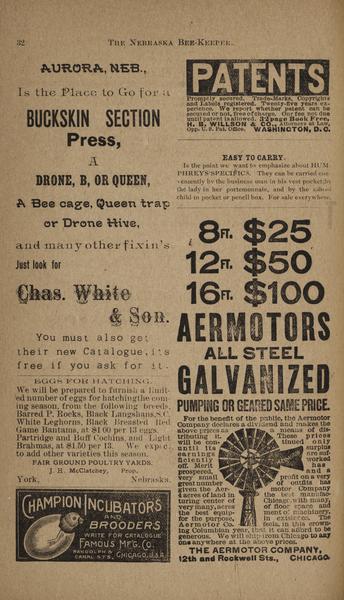 32
THE NEBRASKA BEE-KEEPER.
AURORA, NEB.,
Is the Place to Go for a
BUCKSKIN SECTION
Press,
A
DRONE, B, OR QUEEN,
A Bee cage, Queen trap
or Drone Hive,
and many other fixin's
Just look for
Chas. White
& Son.
You must also get
their new Catalogue, its
free if you ask for it.
EGGS FOR HATCHING.
We will be prepared to furnish a limit-
ed number of eggs for hatching the com-
ing season, from the following breeds.
Barred P. Rocks, Black Langshans, S.C.
White Leghorns, Black Breasted Red
Game Bantams, at $1 00 per 13 eggs.
Partridge and Buff Cochins, and Light
Brahmas, at $1.50 per 13. We expect
to add other varieties this season.
FAIR GROUND POULTRY YARDS.
J. H. McClatchey, Prop.
York, Nebraska.
CHAMPION INCUBATORS
AND
BROODERS
WRITE FOR CATALOGUE
FAMOUS M'F'G. CO.
RANDOLPH &
CANAL STS. CHICAGO, U.S.A.
PATENTS
Promptly secured. Trade-Marks, Copyrights
and Labels registered. Twenty-five years ex-
perience. We report whether patent can be
secured or not, free of charge. Our fee not due
until patent is allowed. 32 page Book Free.
H. B. WILLSON & CO., Attorneys at Law,
Opp. U.S. Pat. Office. WASHINGTON, D.C.
EASY TO CARRY.
Is the point we want to emphasize about HUM-
PHREYS' SPECIFICS. They can be carried con-
veniently by the business man in his vest pocket by
the lady in her portemonnaie, and by the school
child in pocket or pencil box. For sale everywhere.
8 FT. $25
12 FT. $50
16 FT. $100
AERMOTORS
ALL STEEL
GALVANIZED
PUMPING OR GEARED SAME PRICE.
For the benefit of the public, the Aermotor
Company declares a dividend and makes the
above prices as a means of dis-
tributing it. These prices
will be con- tinued only
until its surplus
earnings are suf-
ficiently worked
off. Merit has
prospered, and a
very small profit on a very
great number of outfits has
given the Aer- motor Company
4 acres of land in the best manu-
facturing center of Chicago, with many,
very many, acres of floor space and
the best equip- ment of machinery,
for the purpose, in existence. The
Aermotor Co. feels, in this crown-
ing Columbian year, that it can afford to be
generous. We will ship from Chicago to any
one anywhere at the above prices.
THE AERMOTOR COMPANY,
12th and Rockwell Sts., CHICAGO.